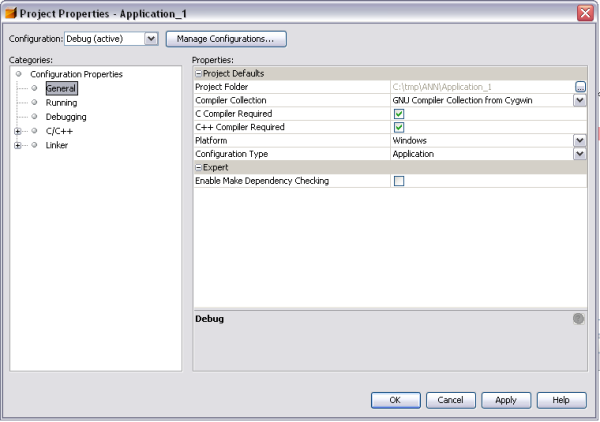 Project Properties - Application_1
Configuration: Debug (active) Manage Configurations...
Categories:
Configuration Properties
General
Running
Debugging
C/C++
Linker
Properties:
Project Defaults
Project Folder C:\tmp\ANN\Application_1 ...
Compiler Collection GNU Compiler Collection from Cygwin
C Compiler Required
C++ Compiler Required
Platform Windows
Configuration Type Application
Expert
Enable Make Dependency Checking
Debug
OK Cancel Apply Help